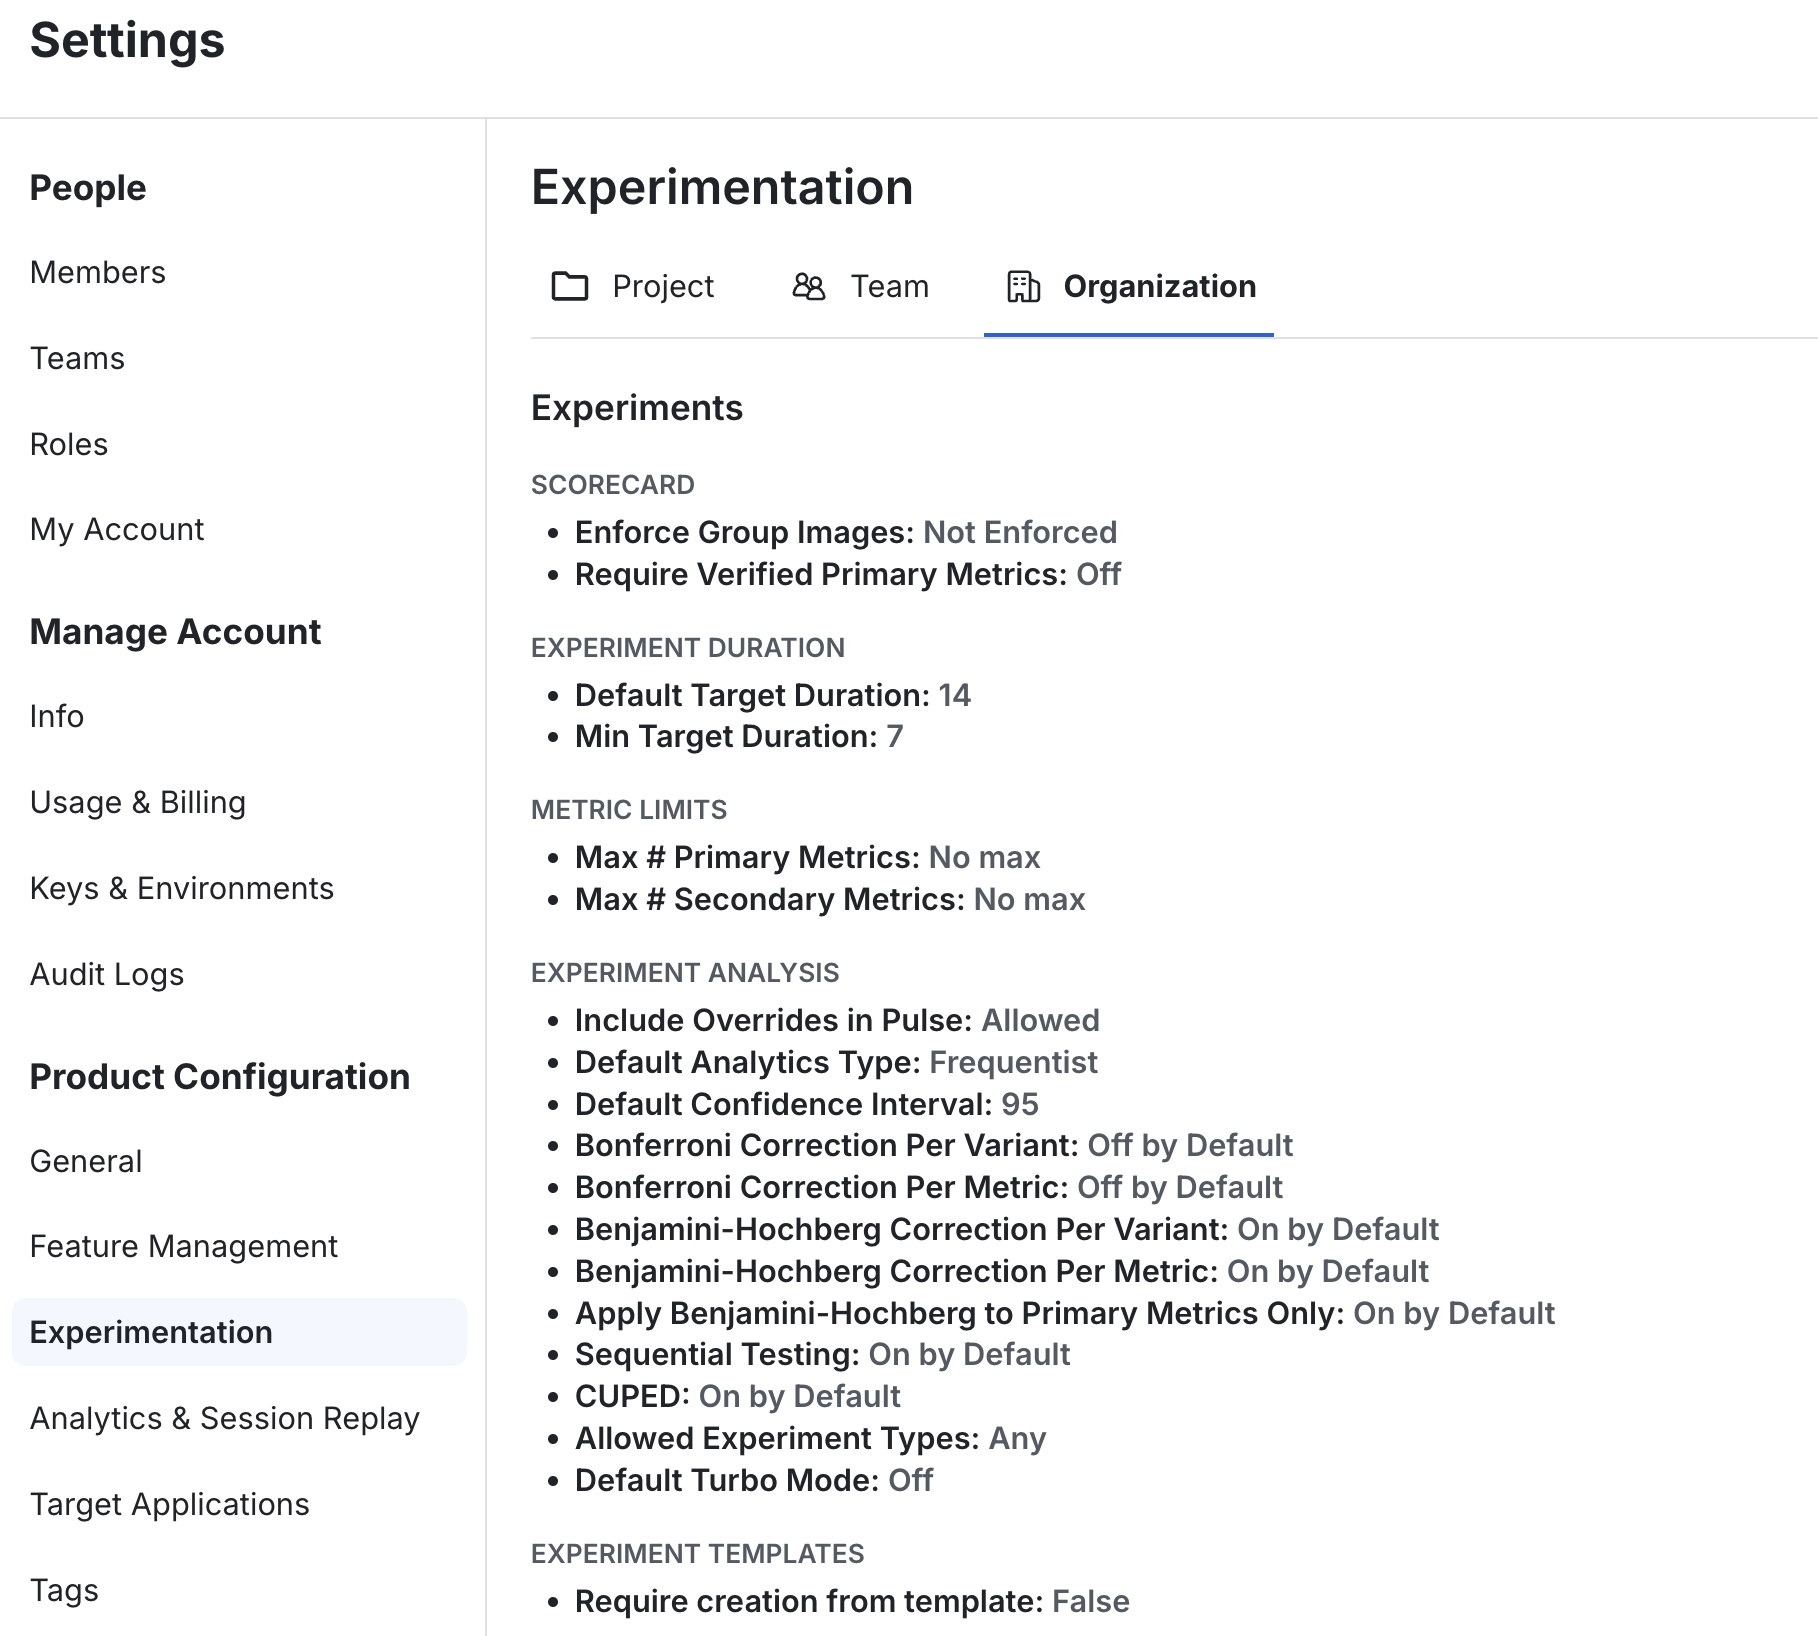 Settings
People
Members
Teams
Roles
My Account
Manage Account
Info
Usage & Billing
Keys & Environments
Audit Logs
Product Configuration
General
Feature Management
Experimentation
Analytics & Session Replay
Target Applications
Tags
Experimentation
Project
Team
Organization
Experiments
SCORECARD
• Enforce Group Images: Not Enforced
• Require Verified Primary Metrics: Off
EXPERIMENT DURATION
• Default Target Duration: 14
• Min Target Duration: 7
METRIC LIMITS
• Max # Primary Metrics: No max
• Max # Secondary Metrics: No max
EXPERIMENT ANALYSIS
• Include Overrides in Pulse: Allowed
• Default Analytics Type: Frequentist
• Default Confidence Interval: 95
• Bonferroni Correction Per Variant: Off by Default
• Bonferroni Correction Per Metric: Off by Default
• Benjamini-Hochberg Correction Per Variant: On by Default
• Benjamini-Hochberg Correction Per Metric: On by Default
• Apply Benjamini-Hochberg to Primary Metrics Only: On by Default
• Sequential Testing: On by Default
• CUPED: On by Default
• Allowed Experiment Types: Any
• Default Turbo Mode: Off
EXPERIMENT TEMPLATES
• Require creation from template: False